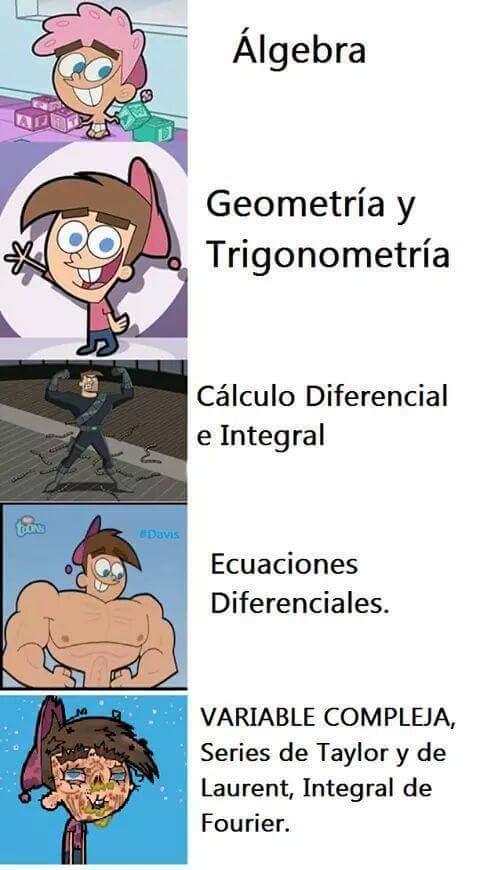 Álgebra
Geometría y
Trigonometría
Cálculo Diferencial
e Integral
toons
#Davis
Ecuaciones
Diferenciales.
VARIABLE COMPLEJA,
Series de Taylor y de
Laurent, Integral de
Fourier.